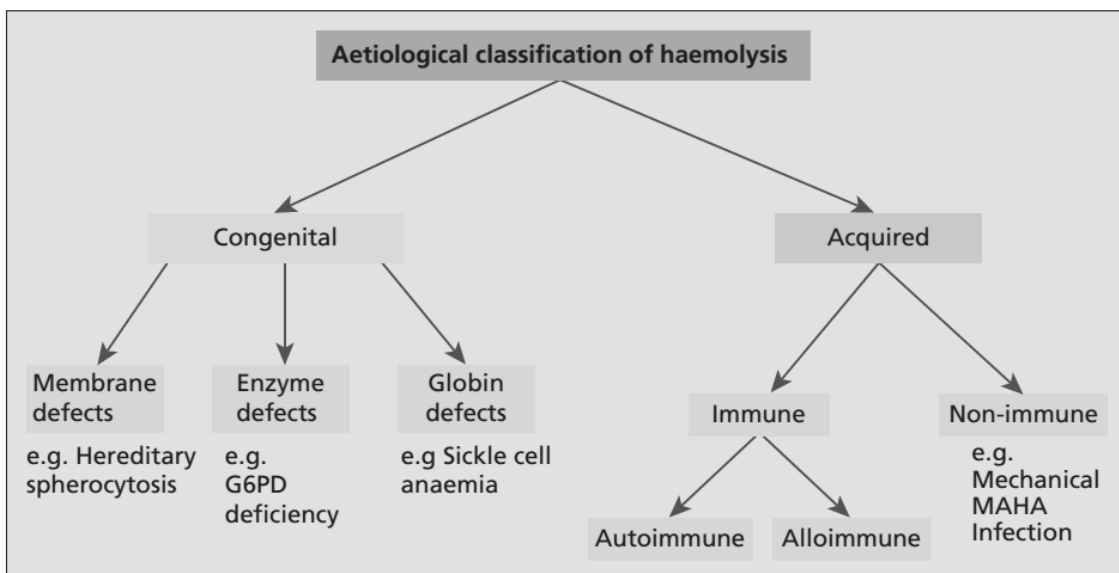 Aetiological classification of haemolysis
Congenital
Acquired
Membrane
defects
e.g. Hereditary
spherocytosis
Enzyme
defects
e.g.
G6PD
deficiency
Globin
defects
e.g Sickle cell
anaemia
Immune
Non-immune
e.g.
Mechanical
MAHA
Infection
Autoimmune
Alloimmune